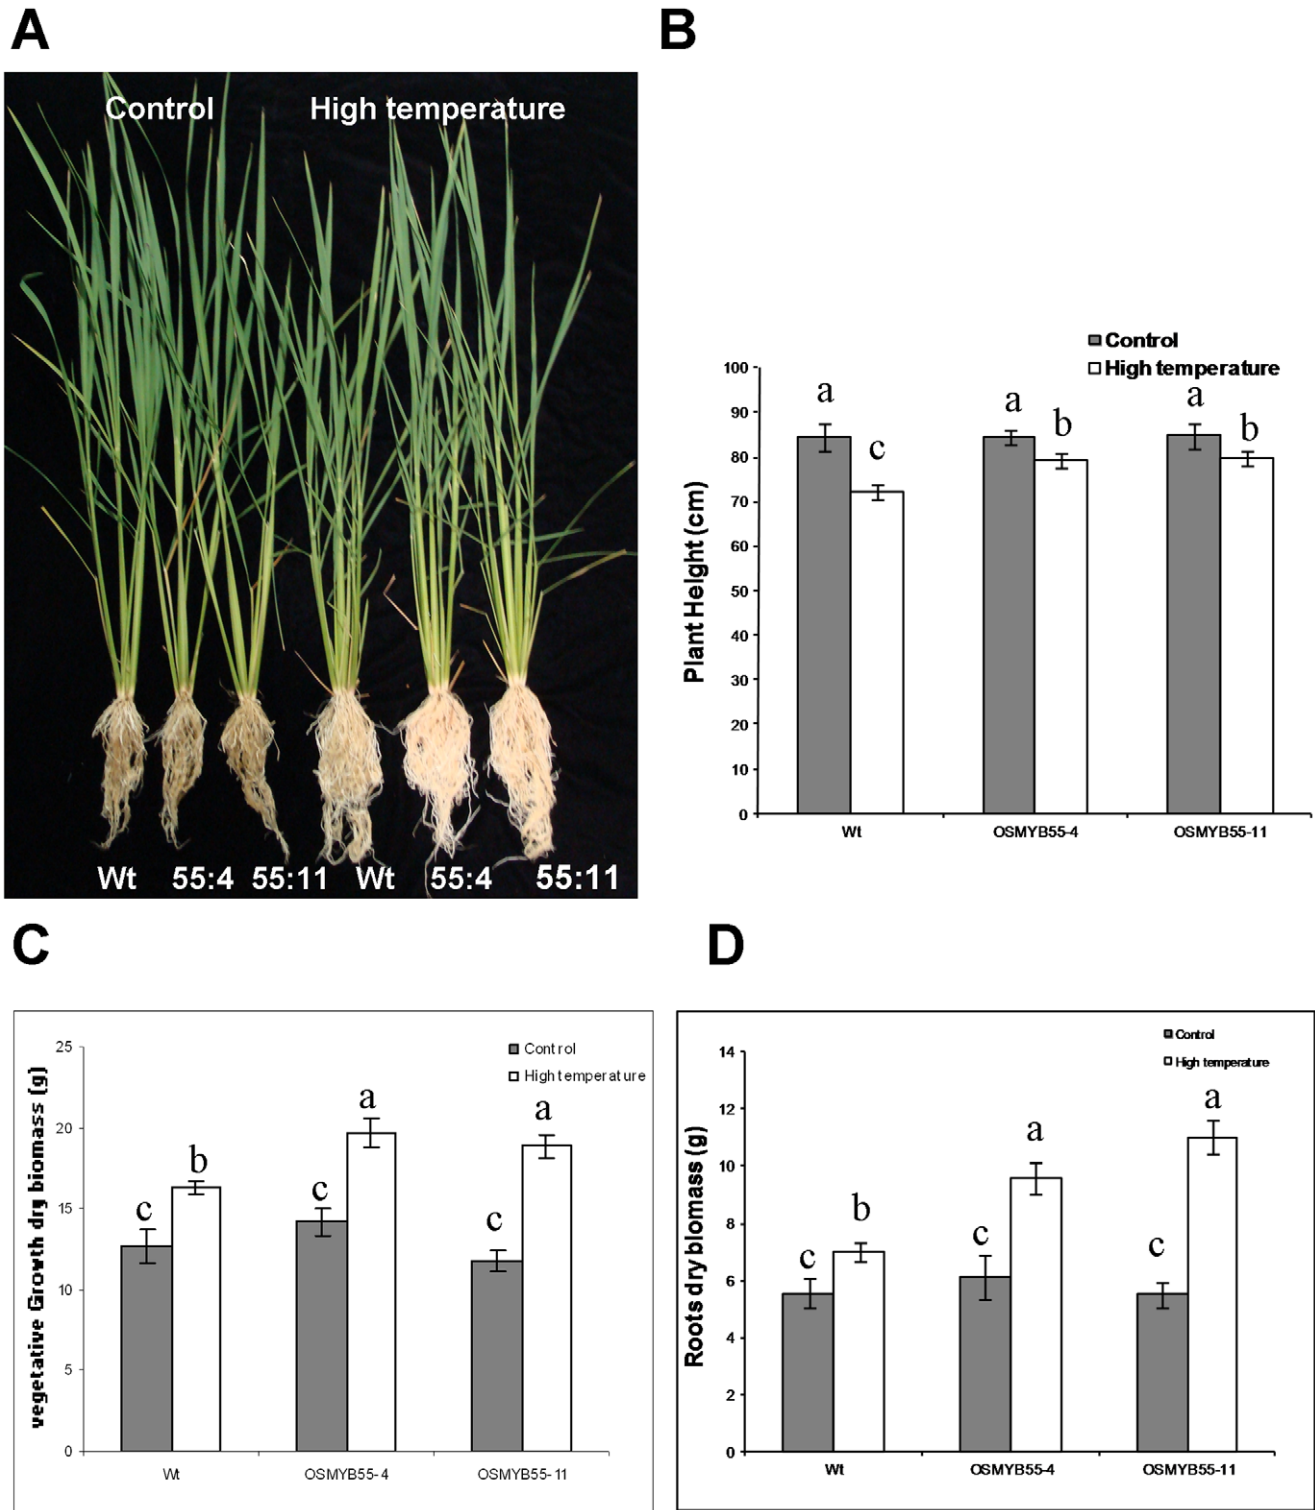 A
Control High temperature
Wt 55:4 55:11 Wt 55:4 55:11
B
Control
High temperature
Plant Height (cm)
100
90
80
70
60
50
40
30
20
10
0
a
c
a
b
a
b
Wt OSMYB55-4 OSMYB55-11
C
Control
High temperature
vegetative Growth dry biomass (g)
25
20
15
10
5
0
c
b
c
a
c
a
Wt OSMYB55-4 OSMYB55-11
D
Control
High temperature
Roots dry biomass (g)
14
12
10
8
6
4
2
0
c
b
c
a
c
a
Wt OSMYB55-4 OSMYB55-11